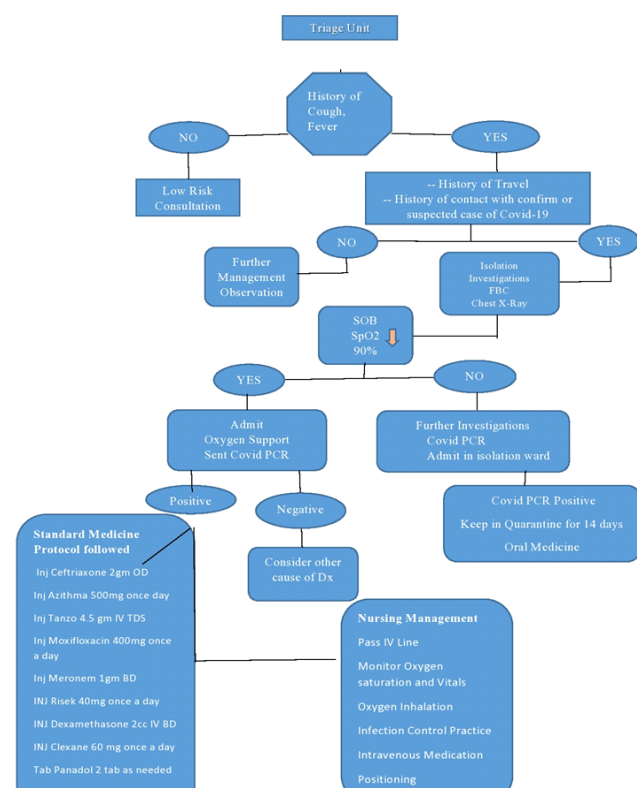 Triage Unit
History of
Cough,
Fever
NO
YES
Low Risk
Consultation
-- History of Travel
-- History of contact with confirm or
suspected case of Covid-19
NO
YES
Further
Management
Observation
Isolation
Investigations
FBC
Chest X-Ray
SOB
SpO2
90%
YES
NO
Admit
Oxygen Support
Sent Covid PCR
Further Investigations
Covid PCR
Admit in isolation ward
Positive
Negative
Covid PCR Positive
Keep in Quarantine for 14 days
Oral Medicine
Consider other
cause of Dx
Standard Medicine
Protocol followed
Inj Ceftriaxone 2gm OD
Inj Azithma 500mg once day
Inj Tanzo 4.5 gm IV TDS
Inj Moxifloxacin 400mg once
a day
Inj Meronem 1gm BD
INJ Risek 40mg once a day
INJ Dexamethasone 2cc IV BD
INJ Clexane 60 mg once a day
Tab Panadol 2 tab as needed
Nursing Management
Pass IV Line
Monitor Oxygen
saturation and Vitals
Oxygen Inhalation
Infection Control Practice
Intravenous Medication
Positioning